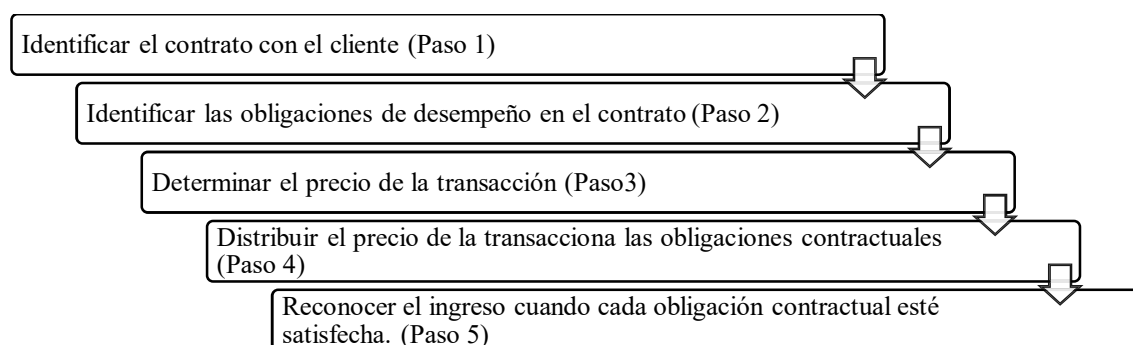 Identificar el contrato con el cliente (Paso 1)
Identificar las obligaciones de desempeño en el contrato (Paso 2)
Determinar el precio de la transacción (Paso3)
Distribuir el precio de la transacciona las obligaciones contractuales
(Paso 4)
Reconocer el ingreso cuando cada obligación contractual esté
satisfecha. (Paso 5)